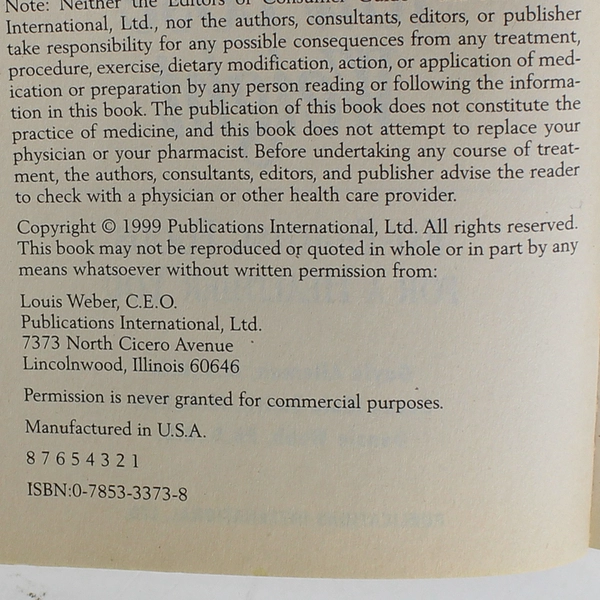 Note: Neither the Editors of Consumer Guide
International, Ltd., nor the authors, consultants, editors, or publisher
take responsibility for any possible consequences from any treatment,
procedure, exercise, dietary modification, action, or application of med-
ication or preparation by any person reading or following the informa-
tion in this book. The publication of this book does not constitute the
practice of medicine, and this book does not attempt to replace your
physician or your pharmacist. Before undertaking any course of treat-
ment, the authors, consultants, editors, and publisher advise the reader
to check with a physician or other health care provider.
Copyright © 1999 Publications International, Ltd. All rights reserved.
This book may not be reproduced or quoted in whole or in part by any
means whatsoever without written permission from:
Louis Weber, C.E.O.
Publications International, Ltd.
7373 North Cicero Avenue
Lincolnwood, Illinois 60646
Permission is never granted for commercial purposes.
Manufactured in U.S.A.
8 7 6 5 4 3 2 1
ISBN:0-7853-3373-8